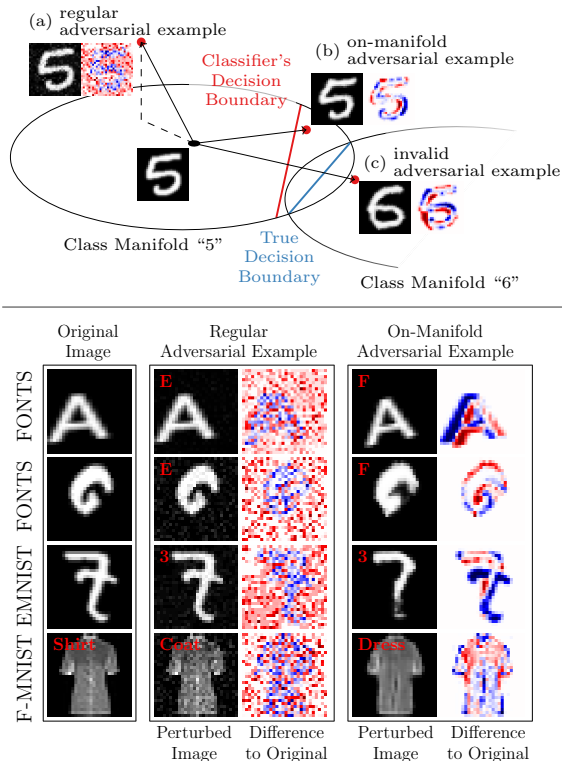 (a) regular
adversarial example
(b) on-manifold
adversarial example
Classifier's
Decision
Boundary
(c) invalid
adversarial example
Class Manifold “5”
True
Decision
Boundary
Class Manifold “6”
Original
Image
Regular
Adversarial Example
On-Manifold
Adversarial Example
FONTS
E
F
FONTS
E
F
EMNIST
3
3
F-MNIST
Shirt
Coat
Dress
Perturbed
Image
Difference
to Original
Perturbed
Image
Difference
to Original